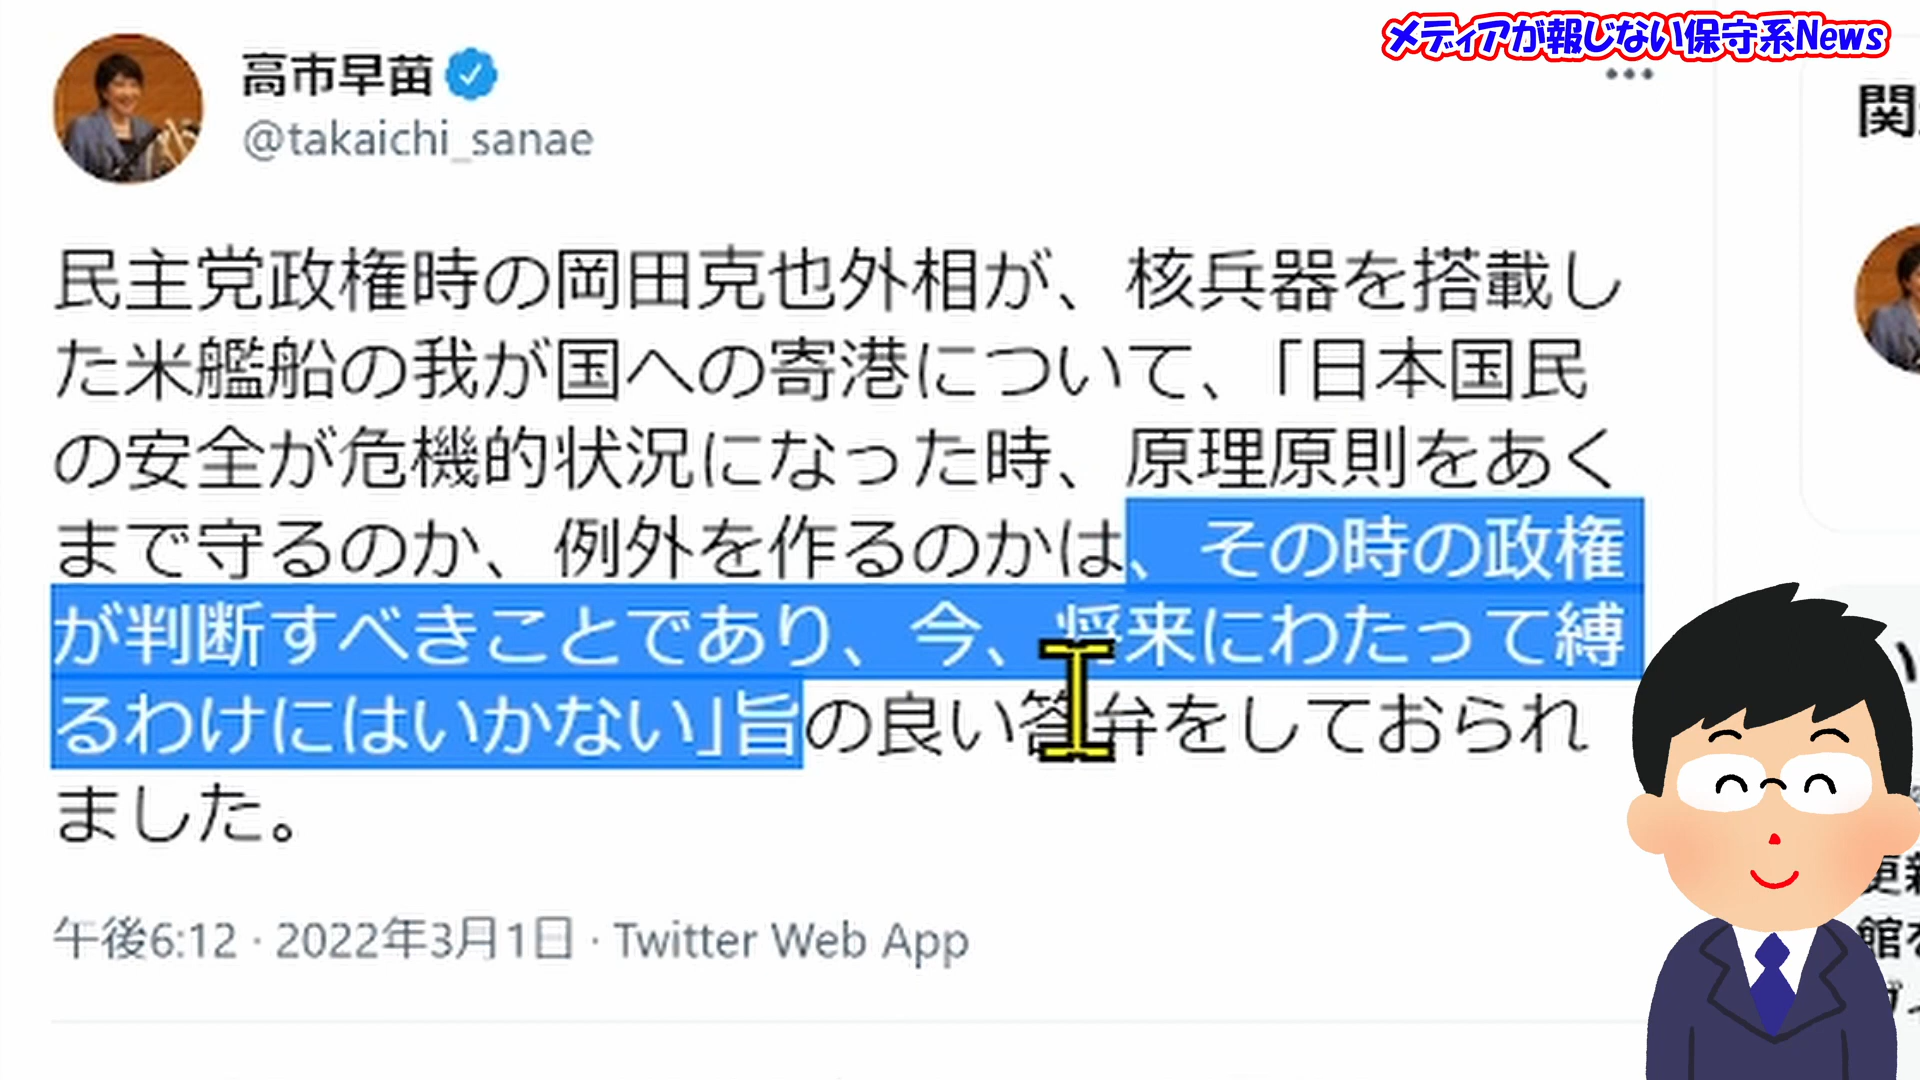 メディアが報じない保守系News
高市早苗
@takaichi_sanae
民主党政権時の岡田克也外相が、核兵器を搭載し
た米艦船の我が国への寄港について、「日本国民
の安全が危機的状況になった時、原理原則をあく
まで守るのか、例外を作るのかは、その時の政権
が判断すべきことであり、今、将来にわたって縛
るわけにはいかない」旨の良い答弁をしておられ
ました。
午後6:12 · 2022年3月1日 · Twitter Web App
関
更新
館を